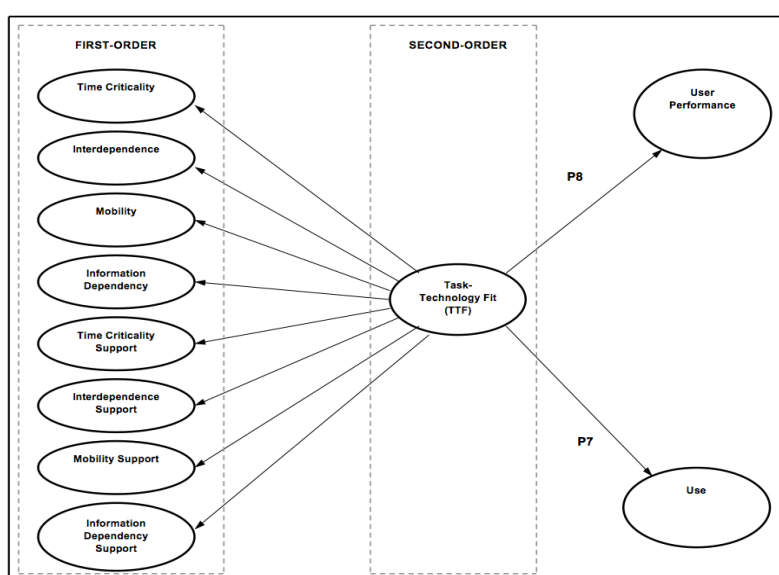 FIRST-ORDER
SECOND-ORDER
Time Criticality
Interdependence
Mobility
Information
Dependency
Time Criticality
Support
Interdependence
Support
Mobility Support
Information
Dependency
Support
Task-
Technology Fit
(TTF)
P8
P7
User
Performance
Use